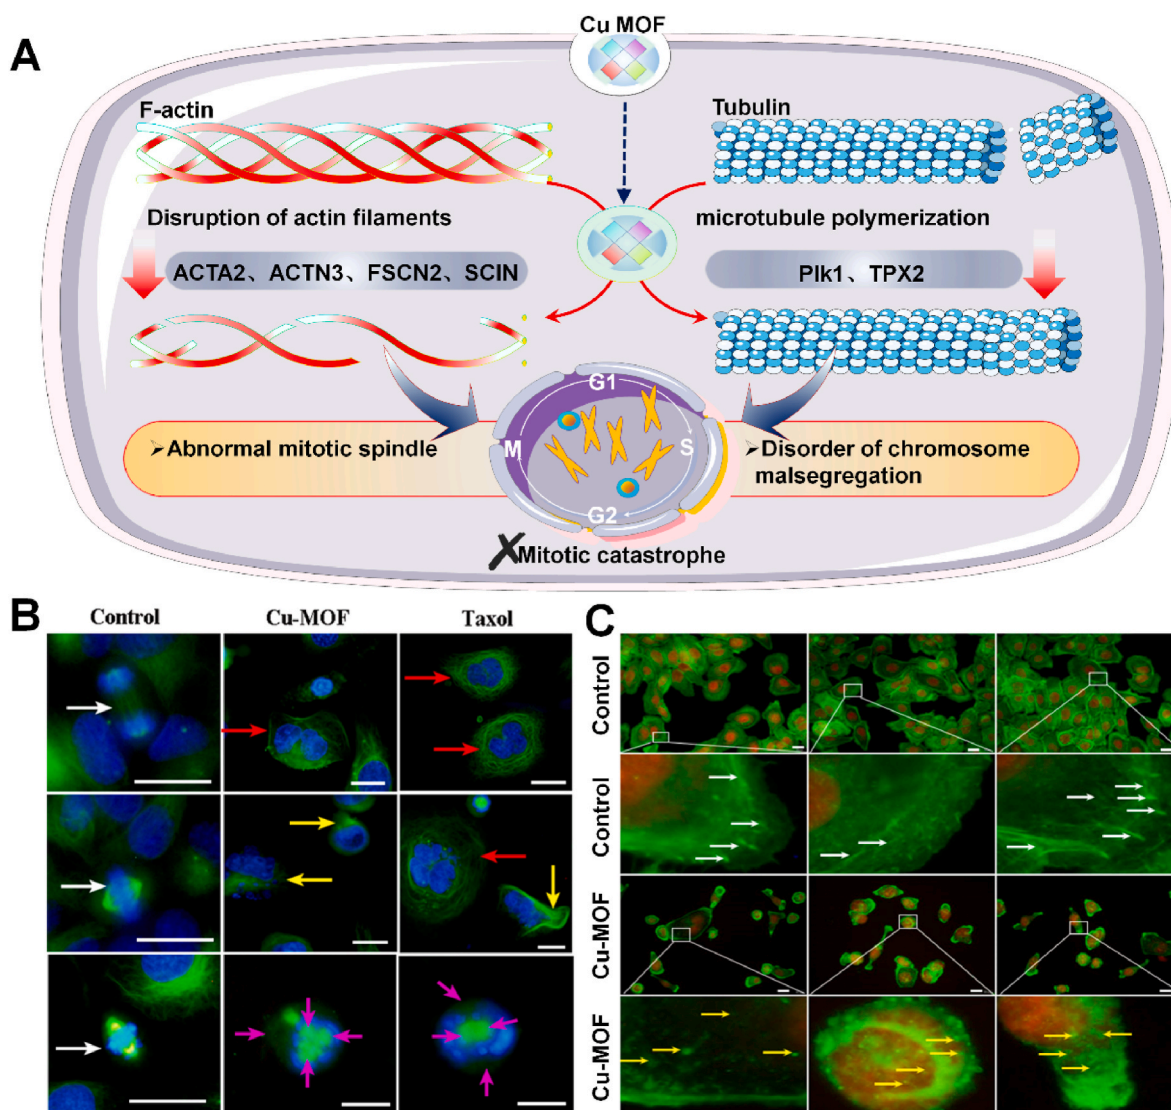 A
Cu MOF
F-actin
Tubulin
Disruption of actin filaments
microtubule polymerization
ACTA2、ACTN3、FSCN2、SCIN
Plk1、TPX2
G1
M
S
G2
➢Abnormal mitotic spindle
➢Disorder of chromosome
malsegregation
✗Mitotic catastrophe
B
Control
Cu-MOF
Taxol
C
Control
Control
Cu-MOF
Cu-MOF